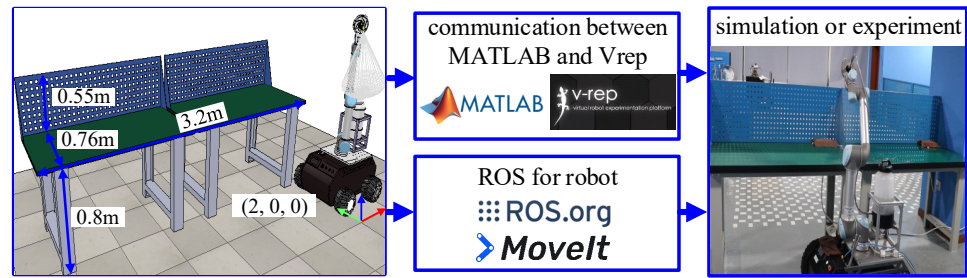 0.55m
0.76m
3.2m
0.8m
(2, 0, 0)
communication between
MATLAB and Vrep
MATLAB
v-rep
virtual robot experimentation platform
ROS for robot
ROS.org
MoveIt
simulation or experiment